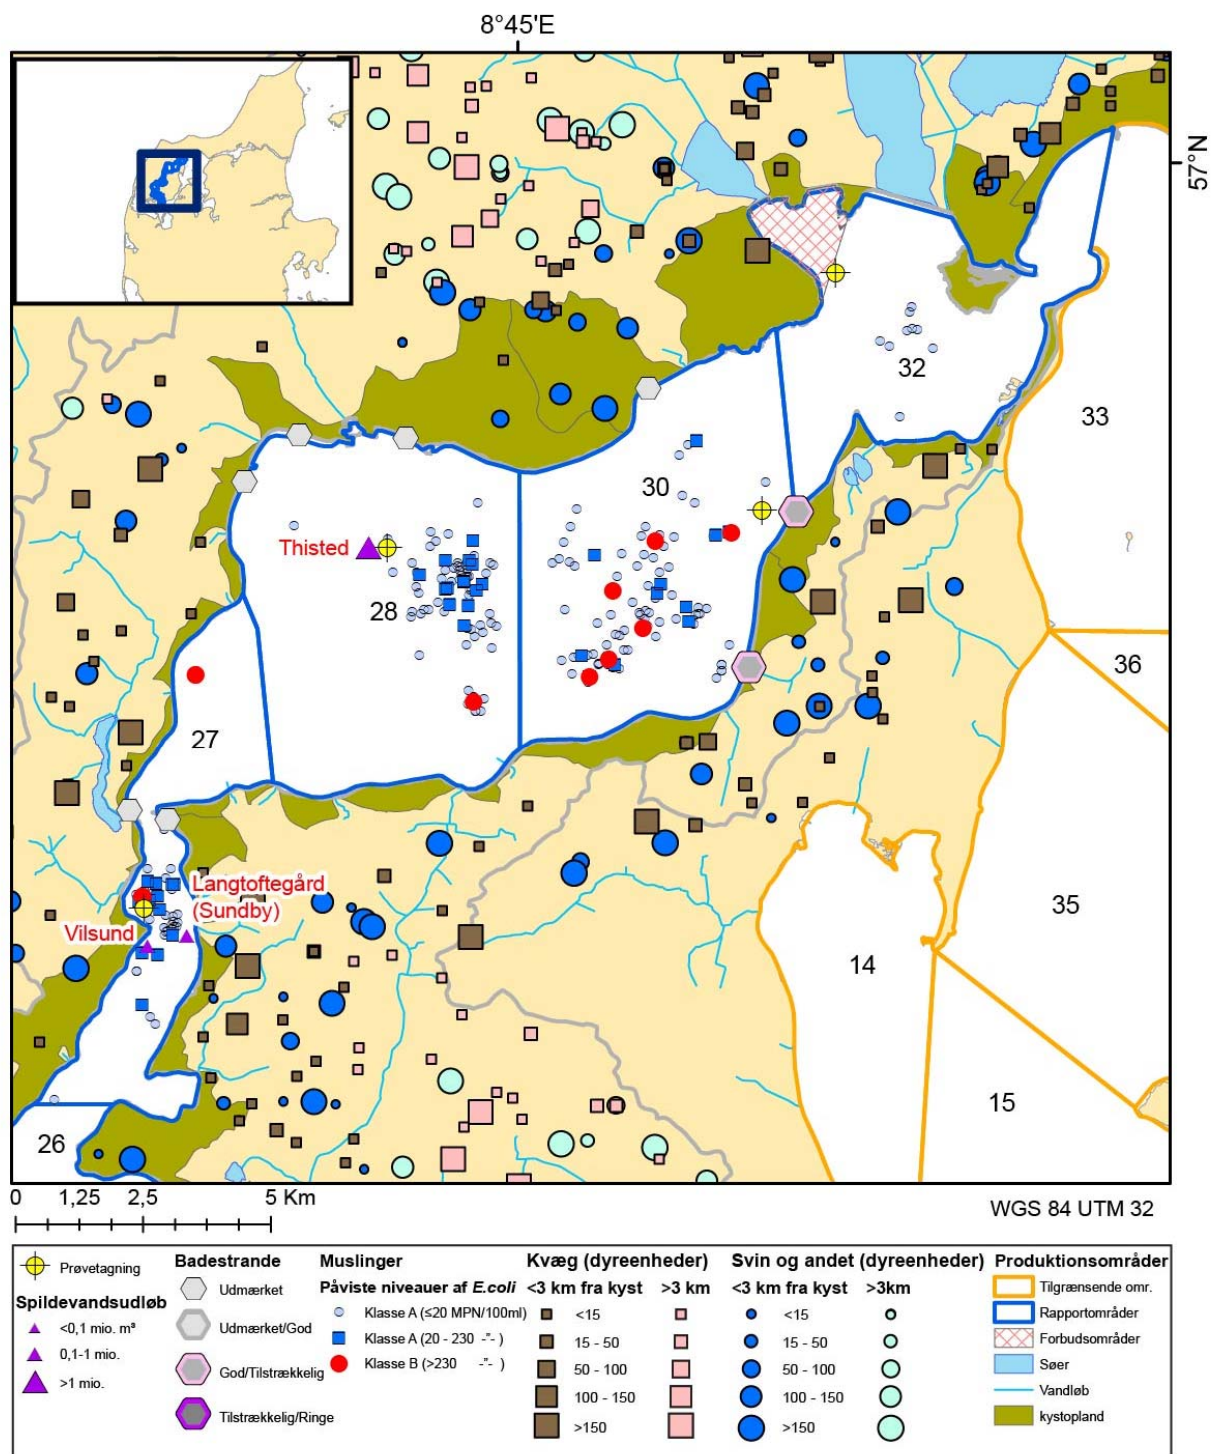 8°45'E
57°N
32
33
30
Thisted
28
36
27
Langtoftegård
(Sundby)
Vilsund
35
14
15
26
0 1,25 2,5 5 Km
WGS 84 UTM 32
Prøvetagning
Spildevandsudløb
<0,1 mio. m³
0,1-1 mio.
>1 mio.
Badestrande
Udmærket
Udmærket/God
God/Tilstrækkelig
Tilstrækkelig/Ringe
Muslinger
Påviste niveauer af E.coli
Klasse A (≤20 MPN/100ml)
Klasse A (20 - 230 -"- )
Klasse B (>230 -"- )
Kvæg (dyreenheder)
<3 km fra kyst >3 km
<15
15 - 50
50 - 100
100 - 150
>150
Svin og andet (dyreenheder)
<3 km fra kyst >3km
<15
15 - 50
50 - 100
100 - 150
>150
Produktionsområder
Tilgrænsende omr.
Rapportområder
Forbudsområder
Søer
Vandløb
kystopland